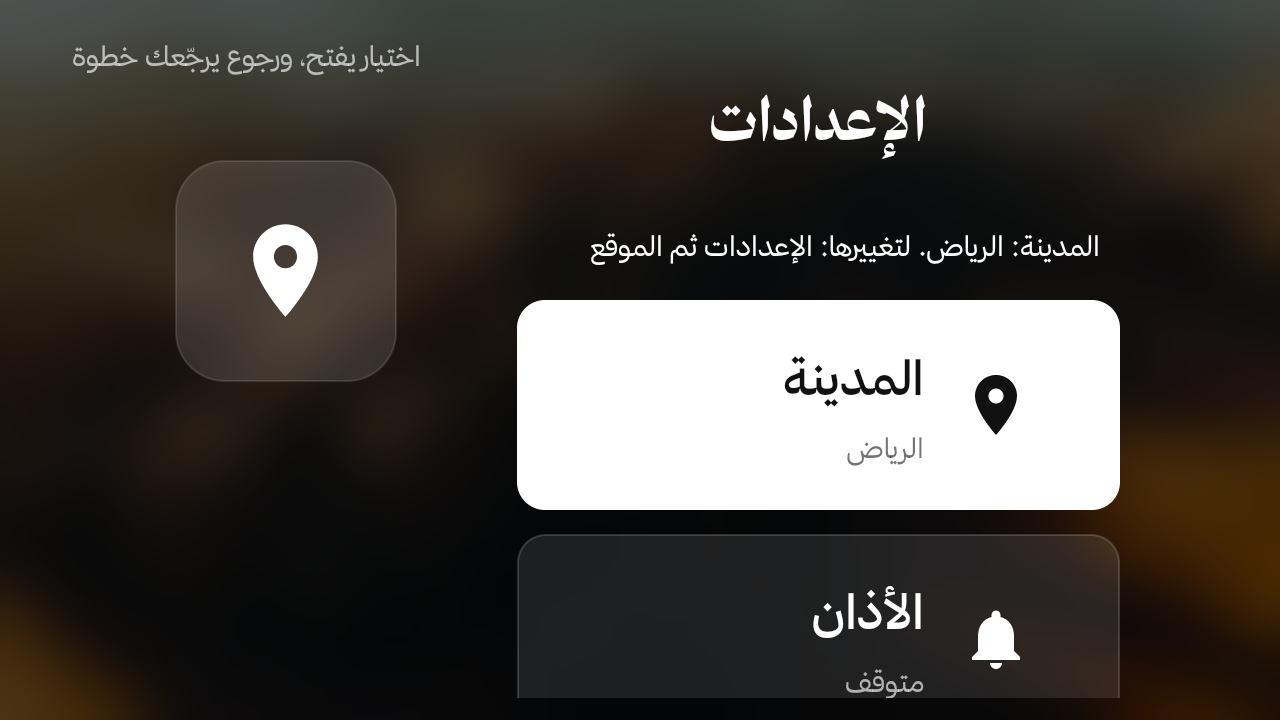 اختيار يفتح، ورجوع يرجّعك خطوة
الإعدادات
المدينة: الرياض. لتغييرها: الإعدادات ثم الموقع
المدينة
الرياض
الأذان
متوقف